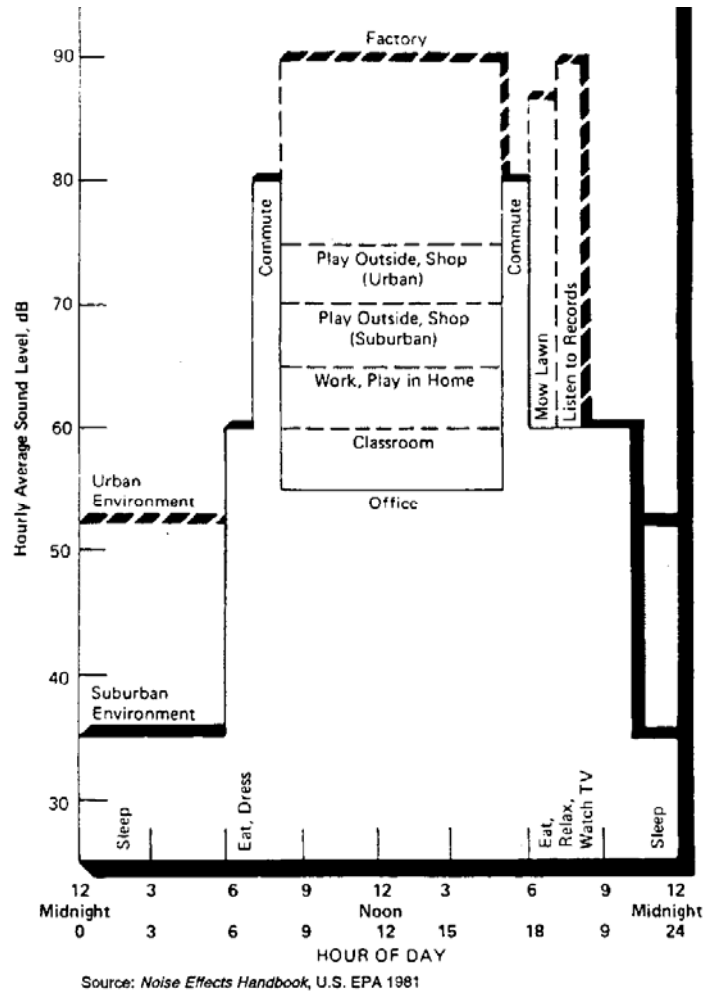 90
80
70
60
50
40
30
Hourly Average Sound Level, dB
Factory
Commute
Play Outside, Shop
(Urban)
Play Outside, Shop
(Suburban)
Work, Play in Home
Classroom
Office
Commute
Mow Lawn
Listen to Records
Urban
Environment
Suburban
Environment
Sleep
Eat, Dress
Eat,
Relax,
Watch TV
Sleep
12 3 6 9 12 3 6 9 12
Midnight Noon Midnight
0 3 6 9 12 15 18 9 24
HOUR OF DAY
Source: Noise Effects Handbook, U.S. EPA 1981